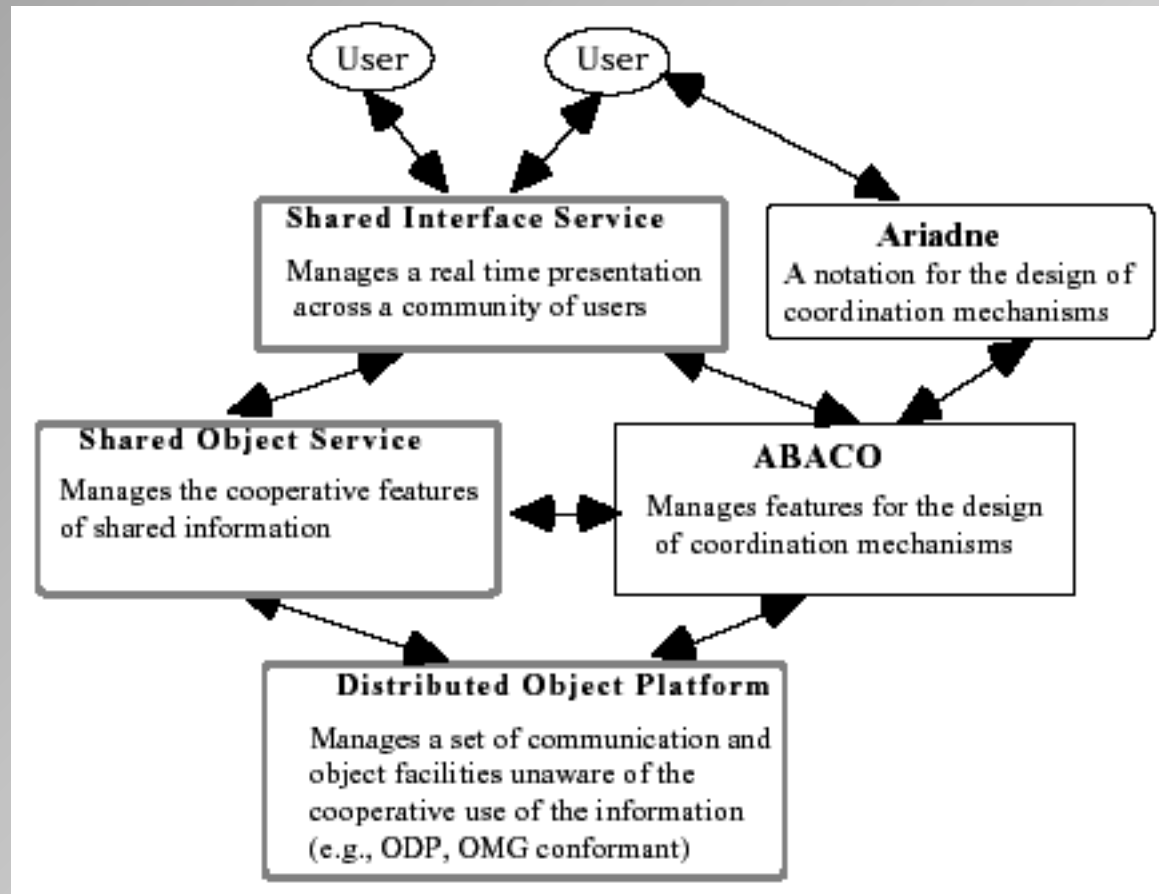 User
User
Shared Interface Service
Manages a real time presentation
across a community of users
Ariadne
A notation for the design of
coordination mechanisms
Shared Object Service
Manages the cooperative features
of shared information
ABACO
Manages features for the design
of coordination mechanisms
Distributed Object Platform
Manages a set of communication and
object facilities unaware of the
cooperative use of the information
(e.g., ODP, OMG conformant)